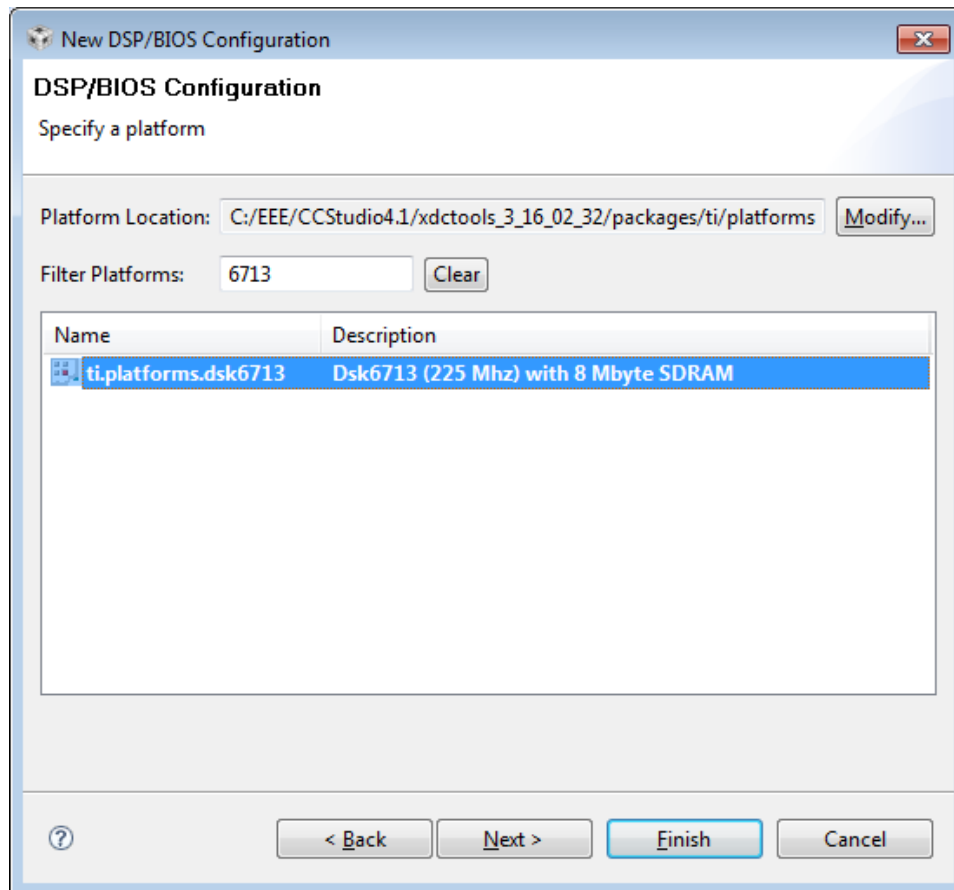 New DSP/BIOS Configuration
DSP/BIOS Configuration
Specify a platform
Platform Location: C:/EEE/CCStudio4.1/xdctools_3_16_02_32/packages/ti/platforms Modify...
Filter Platforms: 6713 Clear
Name Description
ti.platforms.dsk6713 Dsk6713 (225 Mhz) with 8 Mbyte SDRAM
? < Back Next > Finish Cancel